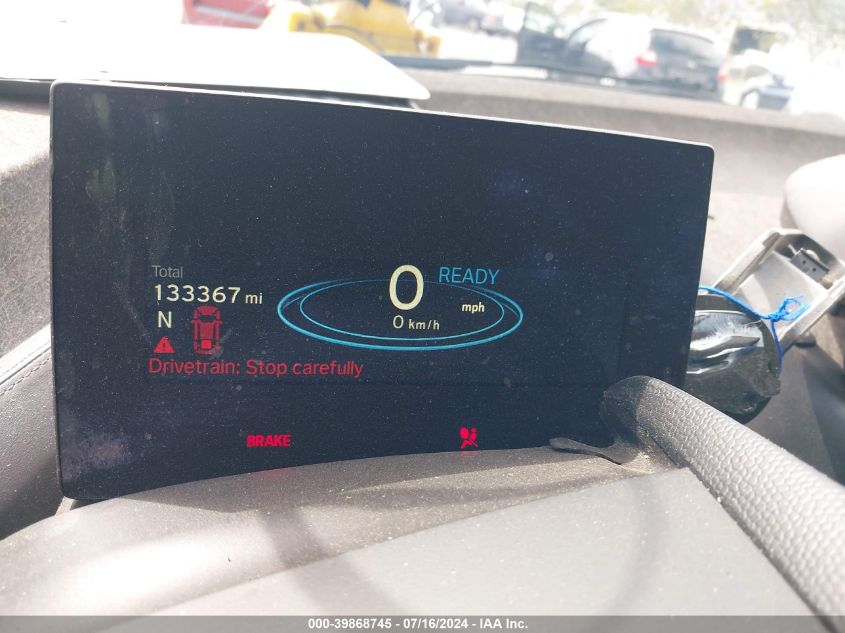 Total
133367 mi
N
0
READY
mph
0 km/h
Drivetrain: Stop carefully
BRAKE
000-39868745 - 07/16/2024 - IAA Inc.